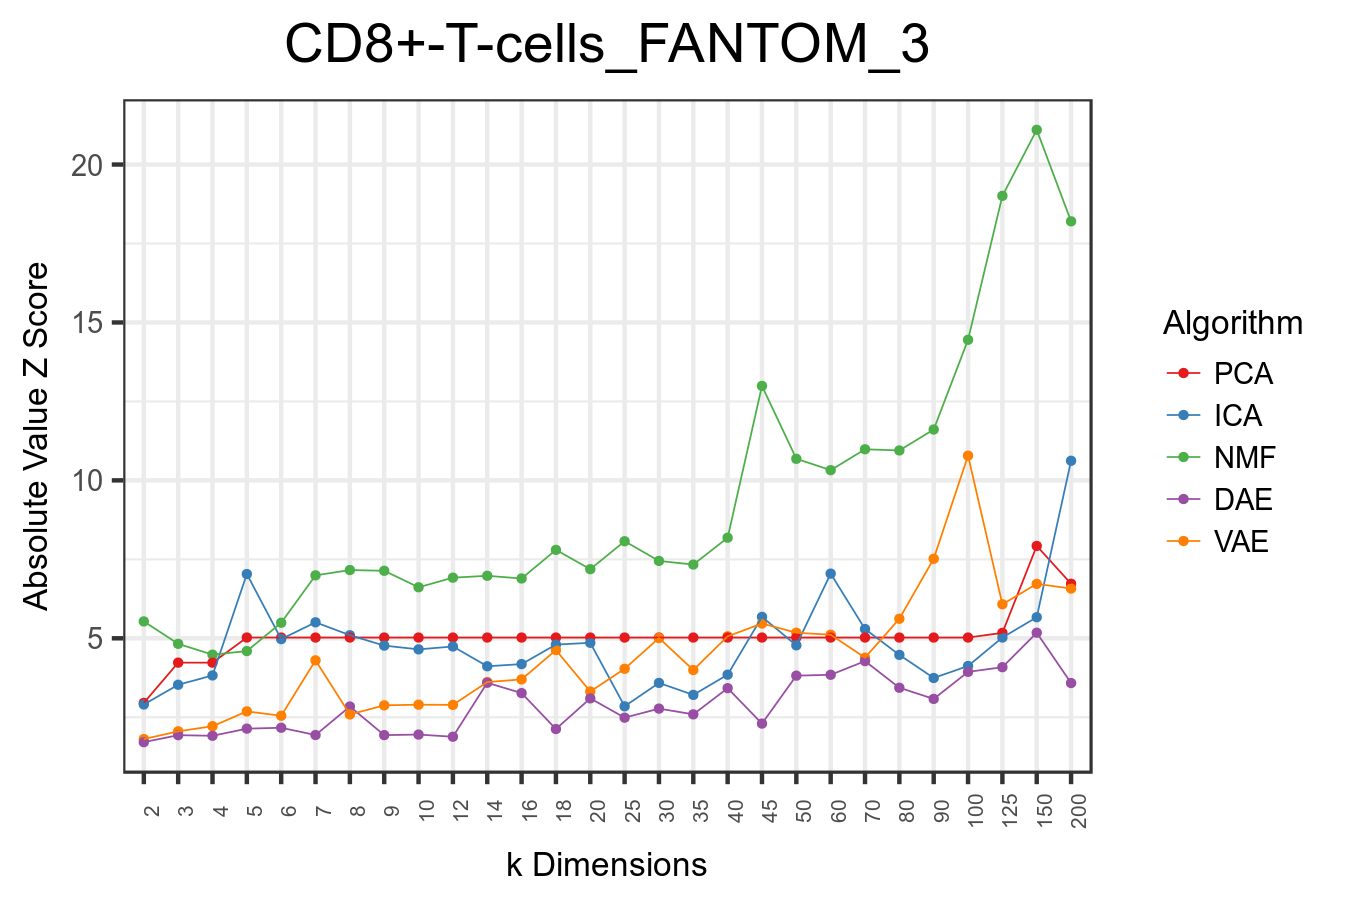 CD8+-T-cells_FANTOM_3
Absolute Value Z Score
20
15
10
5
2 3 4 5 6 7 8 9 10 12 14 16 18 20 25 30 35 40 45 50 60 70 80 90 100 125 150 200
k Dimensions
Algorithm
PCA
ICA
NMF
DAE
VAE